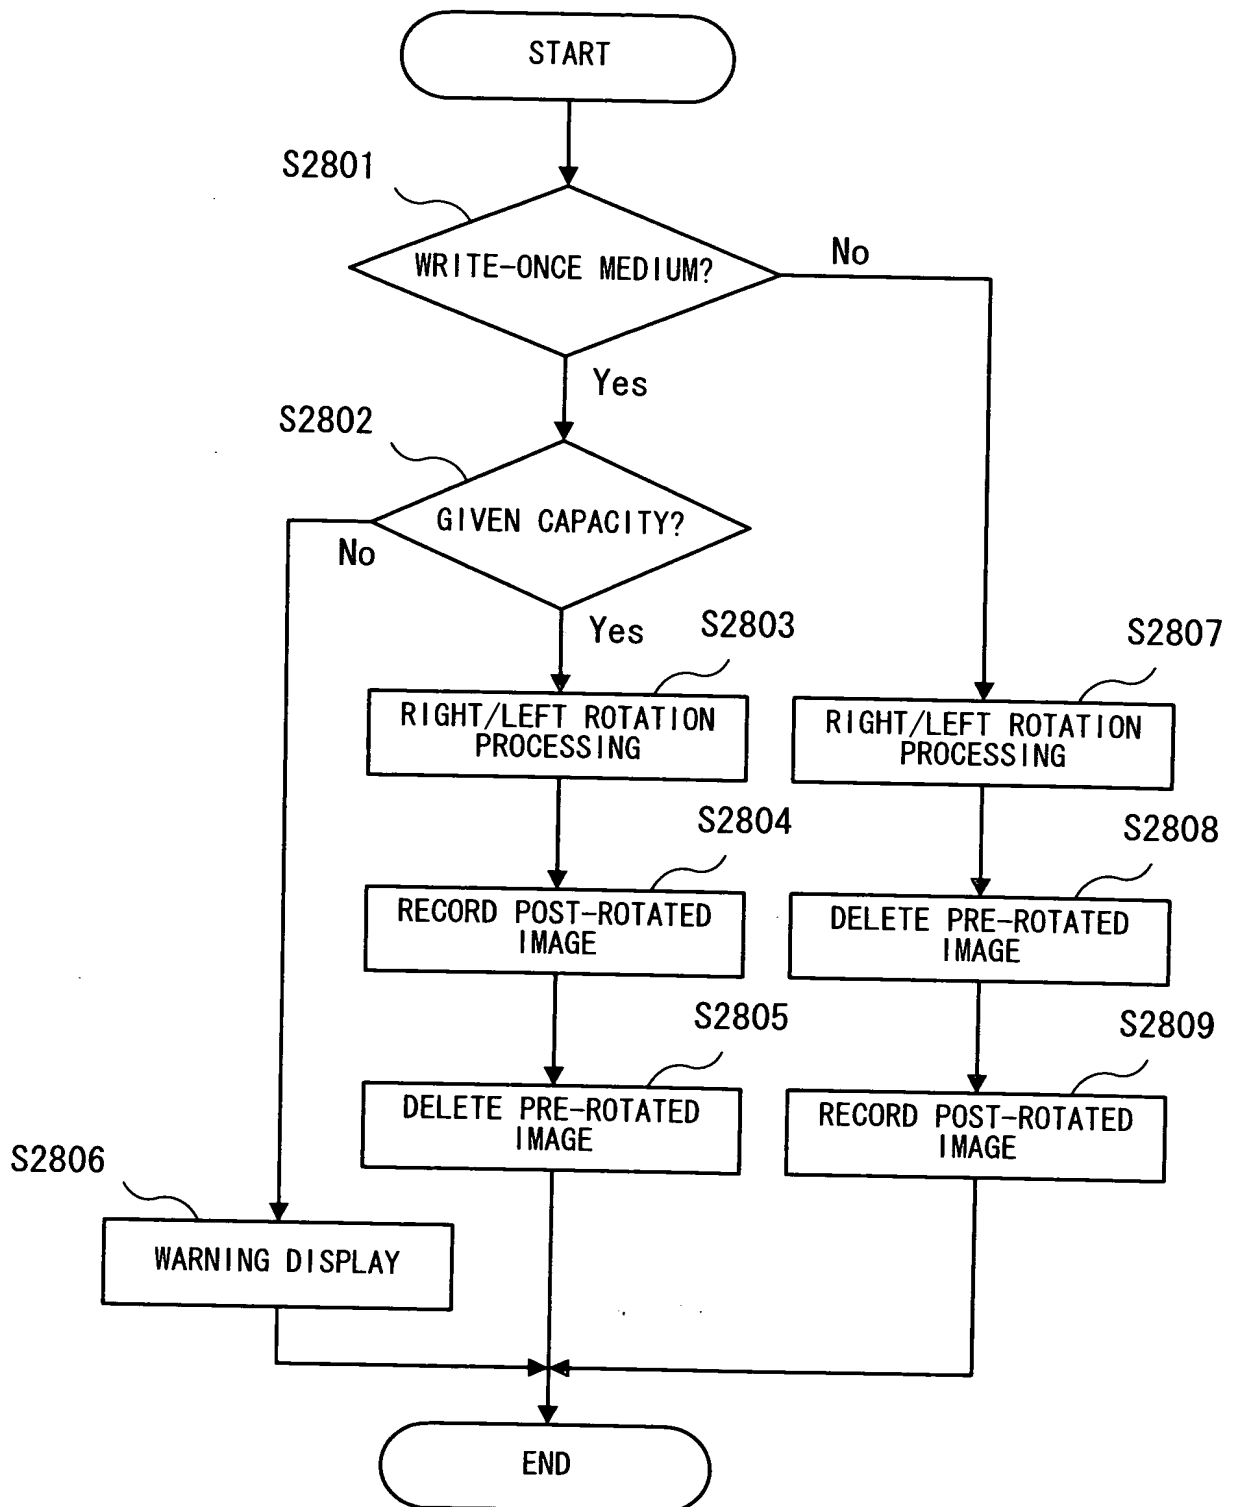 START
S2801
WRITE-ONCE MEDIUM?
No
Yes
S2802
GIVEN CAPACITY?
No
Yes
S2803
RIGHT/LEFT ROTATION
PROCESSING
S2807
RIGHT/LEFT ROTATION
PROCESSING
S2804
RECORD POST-ROTATED
IMAGE
S2808
DELETE PRE-ROTATED
IMAGE
S2805
DELETE PRE-ROTATED
IMAGE
S2809
RECORD POST-ROTATED
IMAGE
S2806
WARNING DISPLAY
END